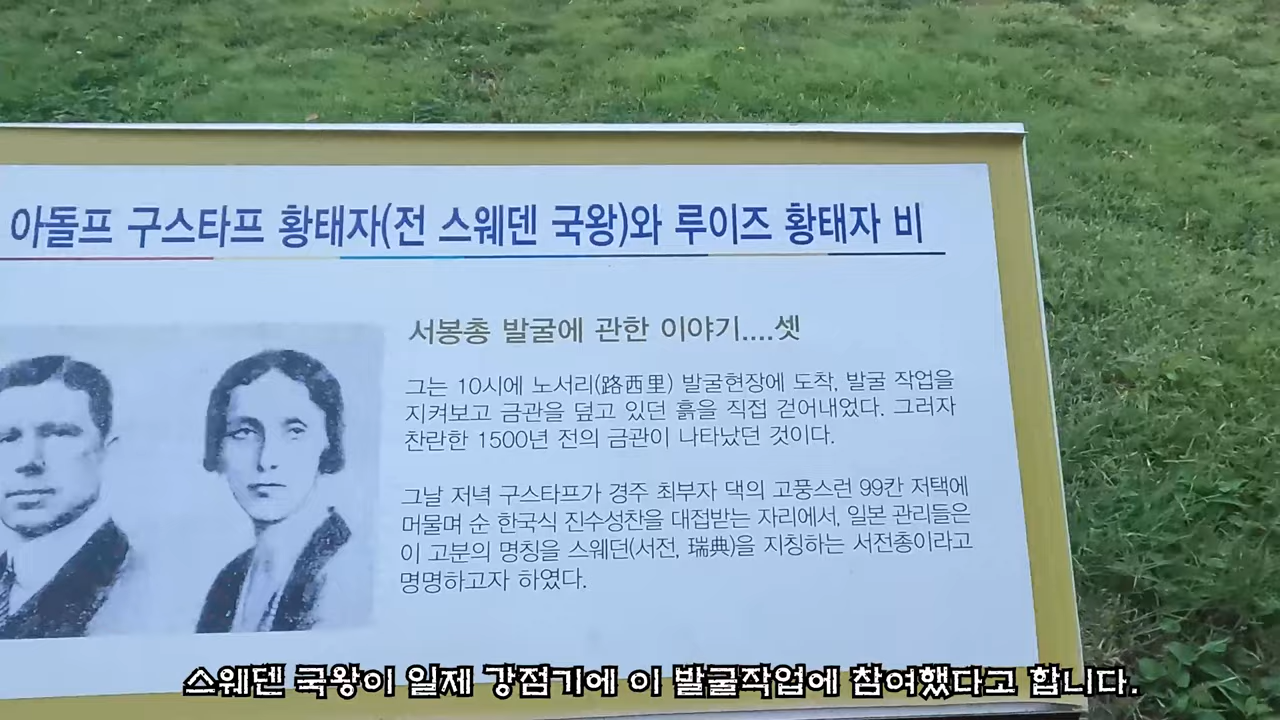 아돌프 구스타프 황태자(전 스웨덴 국왕)와 루이즈 황태자 비
서봉총 발굴에 관한 이야기....셋
그는 10시에 노서리(路西里) 발굴현장에 도착, 발굴 작업을
지켜보고 금관을 덮고 있던 흙을 직접 걷어내었다. 그러자
찬란한 1500년 전의 금관이 나타났던 것이다.
그날 저녁 구스타프가 경주 최부자 댁의 고풍스런 99칸 저택에
머물며 순 한국식 진수성찬을 대접받는 자리에서, 일본 관리들은
이 고분의 명칭을 스웨던(서전, 瑞典)을 지칭하는 서전총이라고
명명하고자 하였다.
스웨덴 국왕이 일제 강점기에 이 발굴작업에 참여했다고 합니다.